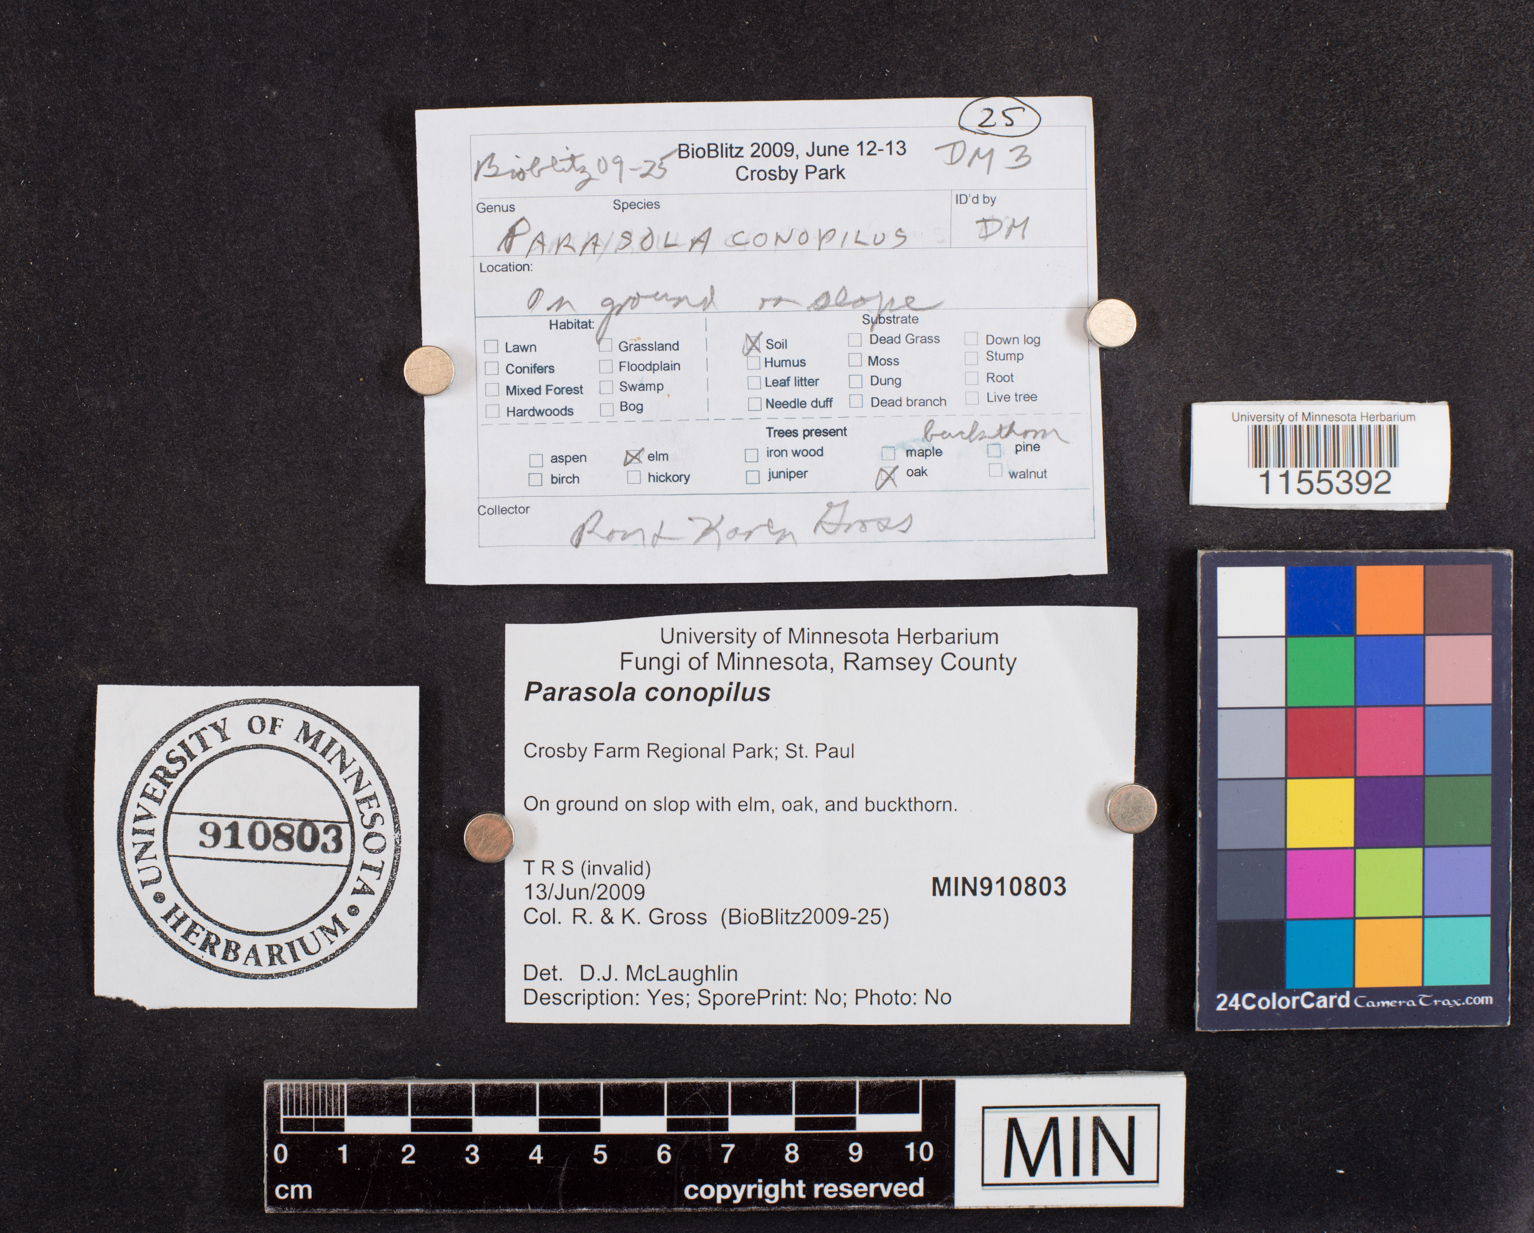 25
Bioblitz 09-25
BioBlitz 2009, June 12-13
DM 3
Crosby Park
Genus
Species
ID'd by
PARASOLA CONOPILUS
DM
Location:
On ground on slope
Habitat:
Substrate
Lawn
Grassland
Soil
Dead Grass
Down log
Conifers
Floodplain
Humus
Moss
Stump
Mixed Forest
Swamp
Leaf litter
Dung
Root
Hardwoods
Bog
Needle duff
Dead branch
Live tree
Trees present
buckthorn
aspen
elm
iron wood
maple
pine
birch
hickory
juniper
oak
walnut
Collector
Ron & Karen Gross
University of Minnesota Herbarium
1155392
University of Minnesota Herbarium
Fungi of Minnesota, Ramsey County
Parasola conopilus
Crosby Farm Regional Park; St. Paul
On ground on slop with elm, oak, and buckthorn.
T R S (invalid)
13/Jun/2009
MIN910803
Col. R. & K. Gross (BioBlitz2009-25)
Det. D.J. McLaughlin
Description: Yes; SporePrint: No; Photo: No
UNIVERSITY OF MINNESOTA
910803
HERBARIUM
24ColorCard CameraTrax.com
0 1 2 3 4 5 6 7 8 9 10
cm
copyright reserved
MIN